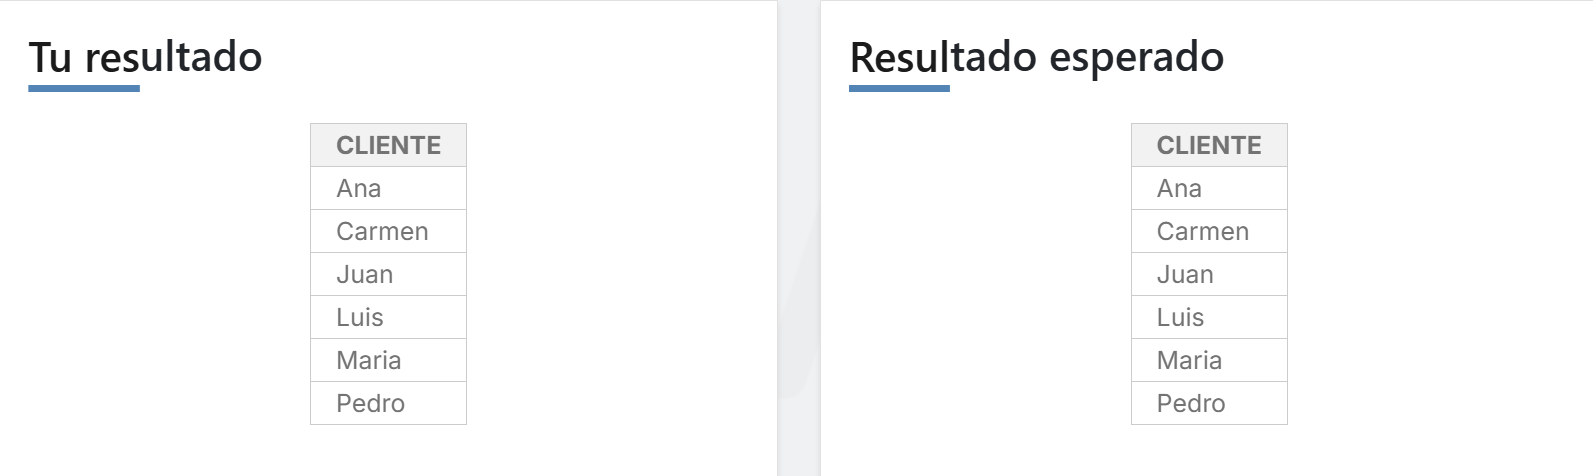 Tu resultado
CLIENTE
Ana
Carmen
Juan
Luis
Maria
Pedro
Resultado esperado
CLIENTE
Ana
Carmen
Juan
Luis
Maria
Pedro